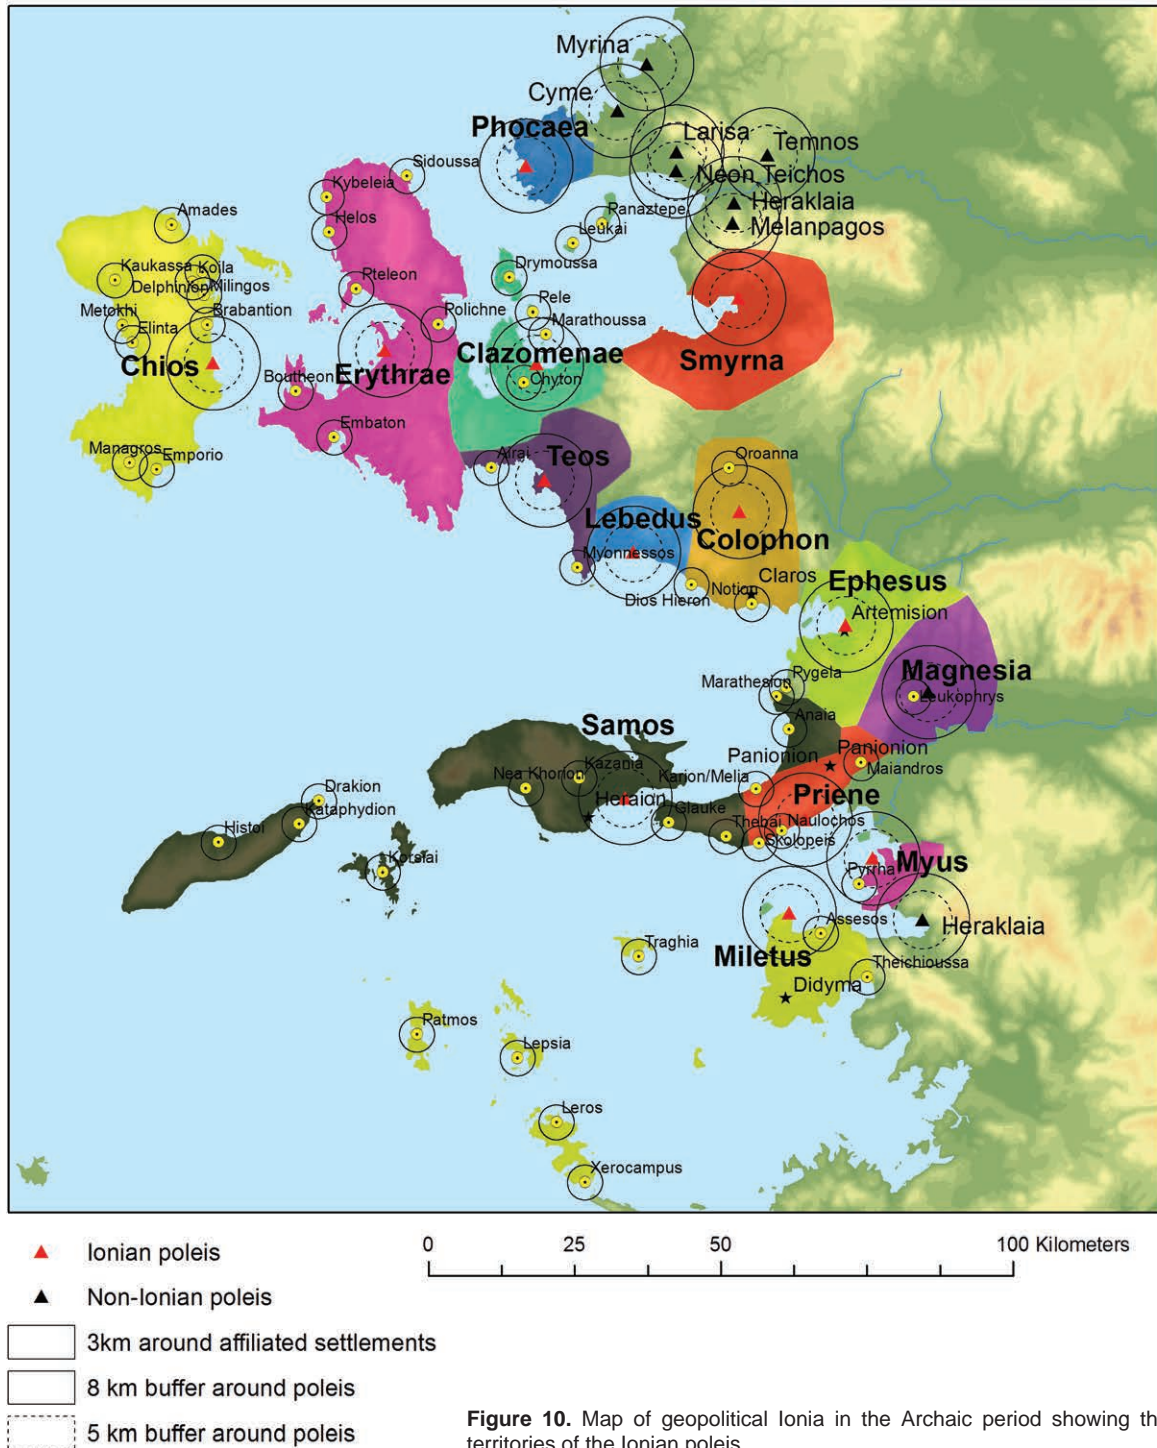 Myrina
Cyme
Phocaea
Larisa
Temnos
Neon Teichos
Sidoussa
Kybeleia
Heraklaia
Panaztepe
Amades
Helos
Leukai
Melanpagos
Kaukassa
Koila
Drymoussa
Delphinion
Milingos
Pteleon
Pele
Metokhi
Brabantion
Polichne
Marathoussa
Elinta
Clazomenae
Smyrna
Chios
Erythrae
Boutheon
Chyton
Embaton
Managros
Emporio
Airai
Teos
Oroanna
Lebedus
Colophon
Myonnessos
Claros
Ephesus
Dios Hieron
Notion
Artemision
Magnesia
Marathesion
Pygela
Leukophrys
Samos
Anaia
Panionion
Panionion
Kazania
Maiandros
Nea Khorion
Karion/Melia
Drakion
Heraion
Priene
Kataphydion
Glauke
Thebai
Naulochos
Histoi
Skolopeis
Korsiai
Pyrrha
Myus
Assesos
Heraklaia
Traghia
Miletus
Theichioussa
Didyma
Patmos
Lepsia
Leros
Xerocampus
0 25 50 100 Kilometers
Ionian poleis
Non-Ionian poleis
3km around affiliated settlements
8 km buffer around poleis
5 km buffer around poleis
Figure 10. Map of geopolitical Ionia in the Archaic period showing th
territories of the Ionian poleis